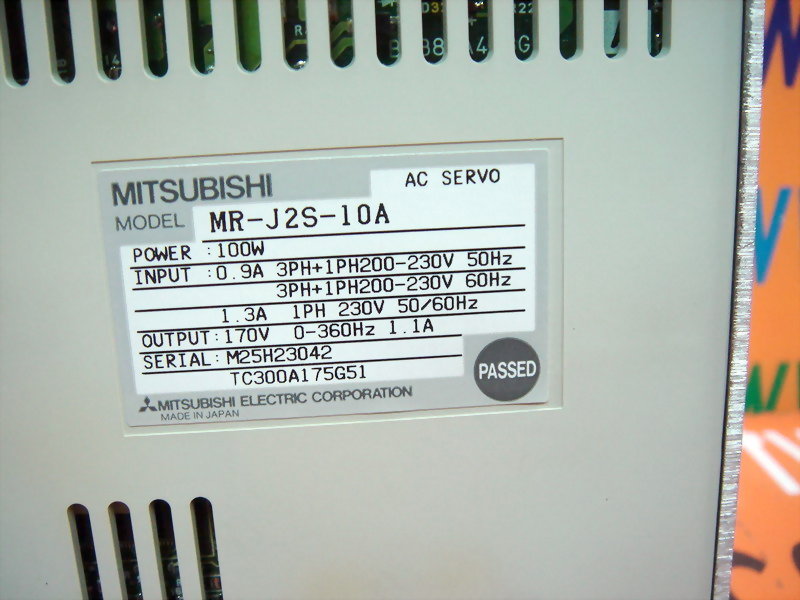 MITSUBISHI
AC SERVO
MODEL MR-J2S-10A
POWER :100W
INPUT :0.9A 3PH+1PH200-230V 50Hz
3PH+1PH200-230V 60Hz
1.3A 1PH 230V 50/60Hz
OUTPUT:170V 0-360Hz 1.1A
SERIAL:M25H23042
TC300A175G51
PASSED
MITSUBISHI ELECTRIC CORPORATION
MADE IN JAPAN